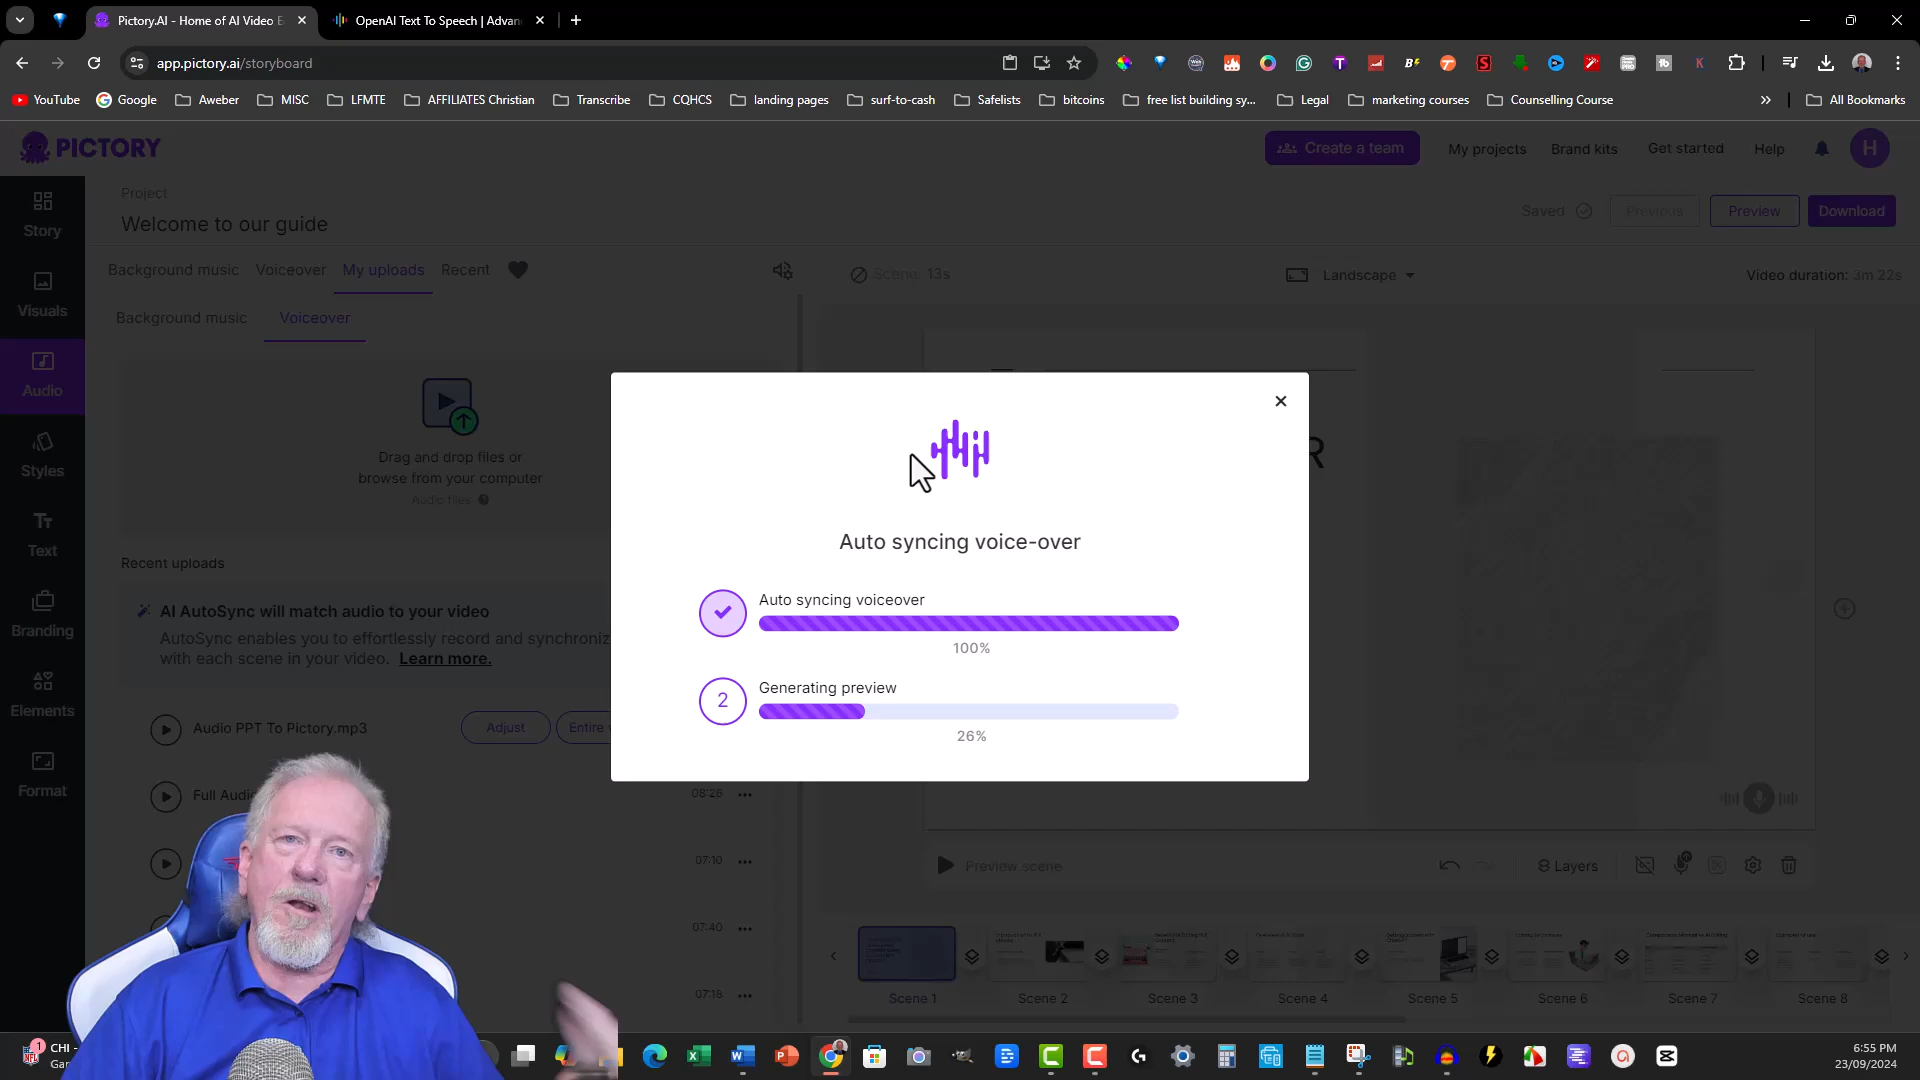 Pictory.AI - Home of AI Video E
OpenAI Text To Speech | Advan
app.pictory.ai/storyboard
YouTube
Google
Aweber
MISC
LFMTE
AFFILIATES Christian
Transcribe
CQHCS
landing pages
surf-to-cash
Safelists
bitcoins
free list building sy...
Legal
marketing courses
Counselling Course
All Bookmarks
PICTORY
Create a team
My projects
Brand kits
Get started
Help
H
Project
Welcome to our guide
Saved
Previous
Preview
Download
Story
Visuals
Audio
Styles
Text
Branding
Elements
Format
Background music
Voiceover
My uploads
Recent
Scene: 13s
Landscape
Video duration: 3m 22s
Background music
Voiceover
Drag and drop files or
browse from your computer
Audio files
Recent uploads
AI AutoSync will match audio to your video
AutoSync enables you to effortlessly record and synchroniz
with each scene in your video. Learn more.
Audio PPT To Pictory.mp3
Adjust
Entire
Full Audi
08:26
07:10
07:40
07:18
R
Auto syncing voice-over
Auto syncing voiceover
100%
2
Generating preview
26%
Preview scene
Layers
Scene 1
Scene 2
Scene 3
Scene 4
Scene 5
Scene 6
Scene 7
Scene 8
1
CHI -
Gar
6:55 PM
23/09/2024